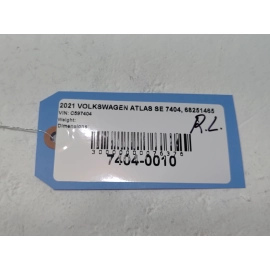 2021 VOLKSWAGEN ATLAS SE 7404, 68251465
VIN: C597404
Weight:
Dimensions:
R.L.
7404-0010